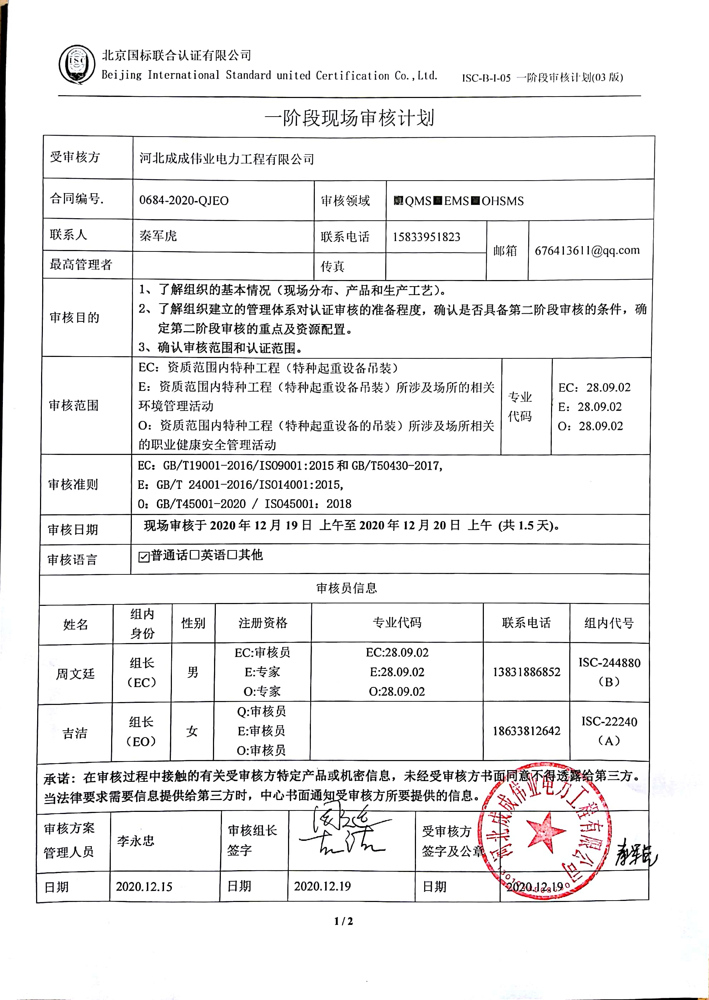 北京国标联合认证有限公司
Beijing International Standard united Certification Co.,Ltd. ISC-B-I-05 一阶段审核计划(03 版)
一阶段现场审核计划
受审核方 河北成成伟业电力工程有限公司
合同编号. 0684-2020-QJEO 审核领域 ■QMS■EMS■OHSMS
联系人 秦军虎 联系电话 15833951823 邮箱 676413611@qq.com
最高管理者 传真
审核目的
1、了解组织的基本情况（现场分布、产品和生产工艺）。
2、了解组织建立的管理体系对认证审核的准备程度，确认是否具备第二阶段审核的条件，确
定第二阶段审核的重点及资源配置。
3、确认审核范围和认证范围。
审核范围
EC：资质范围内特种工程（特种起重设备吊装）
E：资质范围内特种工程（特种起重设备吊装）所涉及场所的相关
环境管理活动
O：资质范围内特种工程（特种起重设备的吊装）所涉及场所相关
的职业健康安全管理活动
专业
代码
EC：28.09.02
E：28.09.02
O：28.09.02
审核准则
EC：GB/T19001-2016/ISO9001:2015 和 GB/T50430-2017,
E：GB/T 24001-2016/ISO14001:2015,
O：GB/T45001-2020 / ISO45001：2018
审核日期 现场审核于 2020 年 12 月 19 日 上午至 2020 年 12 月 20 日 上午 (共 1.5 天)。
审核语言 ☑普通话□英语□其他
审核员信息
姓名 组内
身份 性别 注册资格 专业代码 联系电话 组内代号
周文廷 组长
（EC） 男 EC:审核员
E:专家
O:专家
EC:28.09.02
E:28.09.02
O:28.09.02
13831886852 ISC-244880
（B）
吉洁 组长
（EO） 女 Q:审核员
E:审核员
O:审核员
18633812642 ISC-22240
（A）
承诺：在审核过程中接触的有关受审核方特定产品或机密信息，未经受审核方书面同意不得透露给第三方。
当法律要求需要信息提供给第三方时，中心书面通知受审核方所要提供的信息。
审核方案
管理人员 李永忠 审核组长
签字 周文廷
吉洁
受审核方
签字及公章 秦军虎
河北成成伟业电力工程有限公司
日期 2020.12.15 日期 2020.12.19 日期 2020.12.19
1 / 2